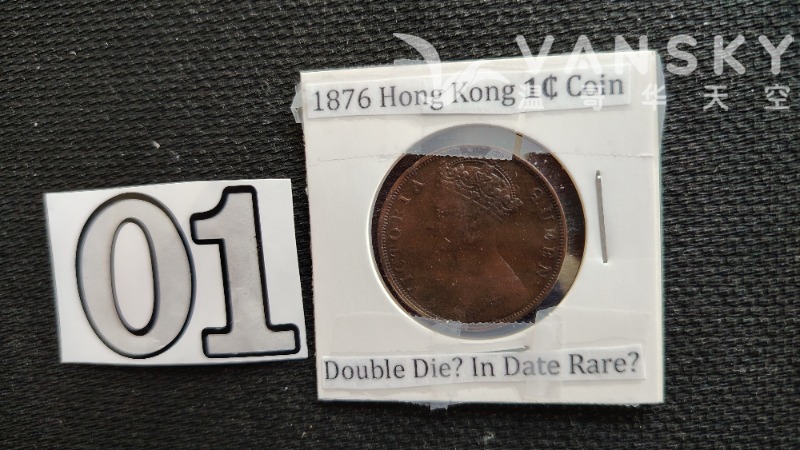 VANSKY
温哥华天空
1876 Hong Kong 1₵ Coin
VICTORIA QUEEN
01
Double Die? In Date Rare?